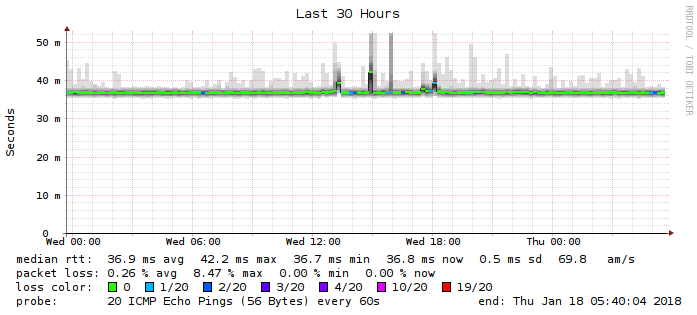 Last 30 Hours
RRDTOOL / TOBI OETIKER
Seconds
50 m
40 m
30 m
20 m
10 m
0
Wed 00:00 Wed 06:00 Wed 12:00 Wed 18:00 Thu 00:00
median rtt: 36.9 ms avg 42.2 ms max 36.7 ms min 36.8 ms now 0.5 ms sd 69.8 am/s
packet loss: 0.26 % avg 8.47 % max 0.00 % min 0.00 % now
loss color: 0 1/20 2/20 3/20 4/20 10/20 19/20
probe: 20 ICMP Echo Pings (56 Bytes) every 60s end: Thu Jan 18 05:40:04 2018